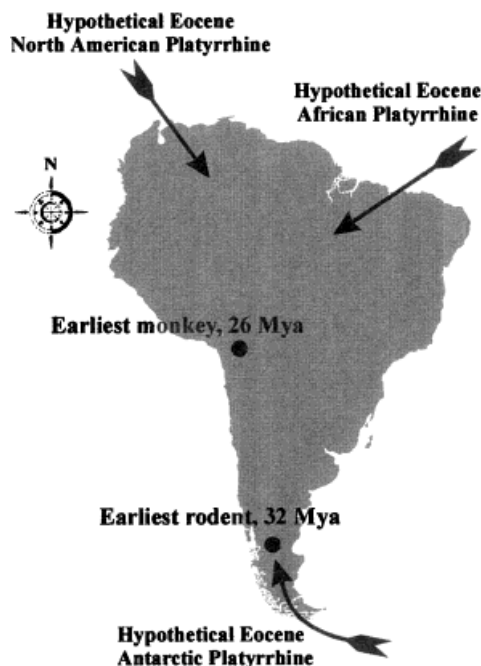 Hypothetical Eocene
North American Platyrrhine
Hypothetical Eocene
African Platyrrhine
N
Earliest monkey, 26 Mya
Earliest rodent, 32 Mya
Hypothetical Eocene
Antarctic Platyrrhine